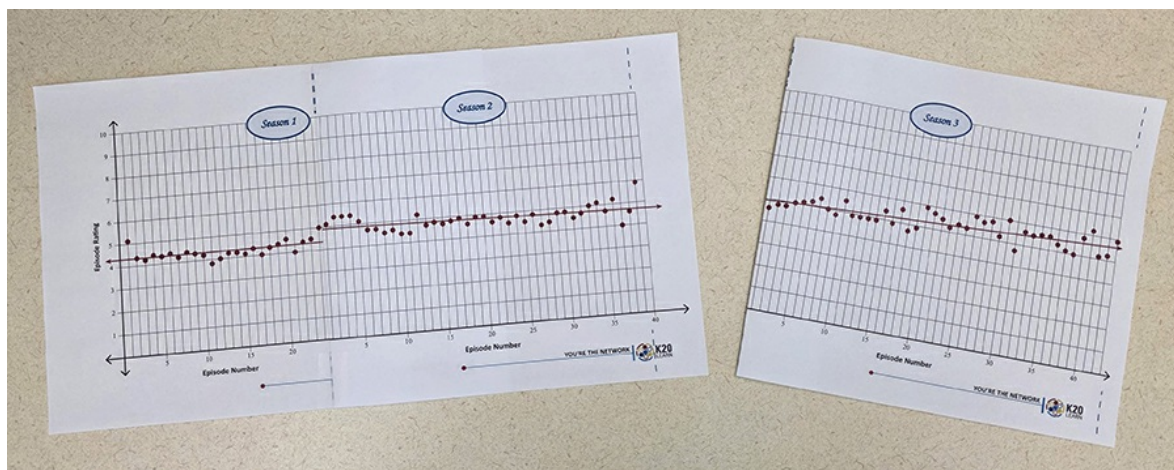 Season 1
Season 2
10
9
8
7
6
5
4
3
2
1
Episode Rating
5
10
15
20
Episode Number
5
10
15
20
25
30
35
40
Episode Number
YOU'RE THE NETWORK
K20
LEARN
Season 3
5
10
15
20
25
30
35
40
Episode Number
YOU'RE THE NETWORK
K20
LEARN